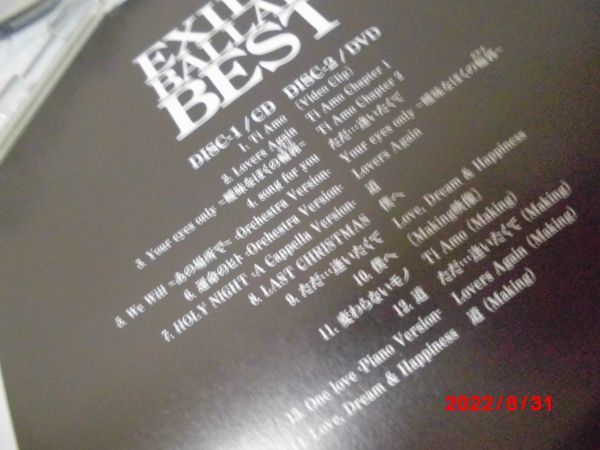 EXIL
BALLA
BEST
DISC-1/CD
1. Ti Amo
2. Lovers Again
3. Your eyes only =曖昧なぼくの輪郭=
4. song for you
5. We Will =あの場所で= -Orchestra Version-
6. 運命のヒト -Orchestra Version-
7. HOLY NIGHT -A Cappella Version-
8. LAST CHRISTMAS
9. ただ…逢いたくて
10. 僕へ
11. 変わらないモノ
12. 道
13. One love -Piano Version-
Love, Dream & Happiness
DISC-2/DVD
(Video Clip)
Ti Amo Chapter 1
Ti Amo Chapter 2
ただ…逢いたくて
Your eyes only =曖昧なぼくの輪郭=
Lovers Again
道
僕へ
Love, Dream & Happiness
(Making映像)
Ti Amo (Making)
ただ…逢いたくて (Making)
Lovers Again (Making)
道 (Making)
2022/8/31